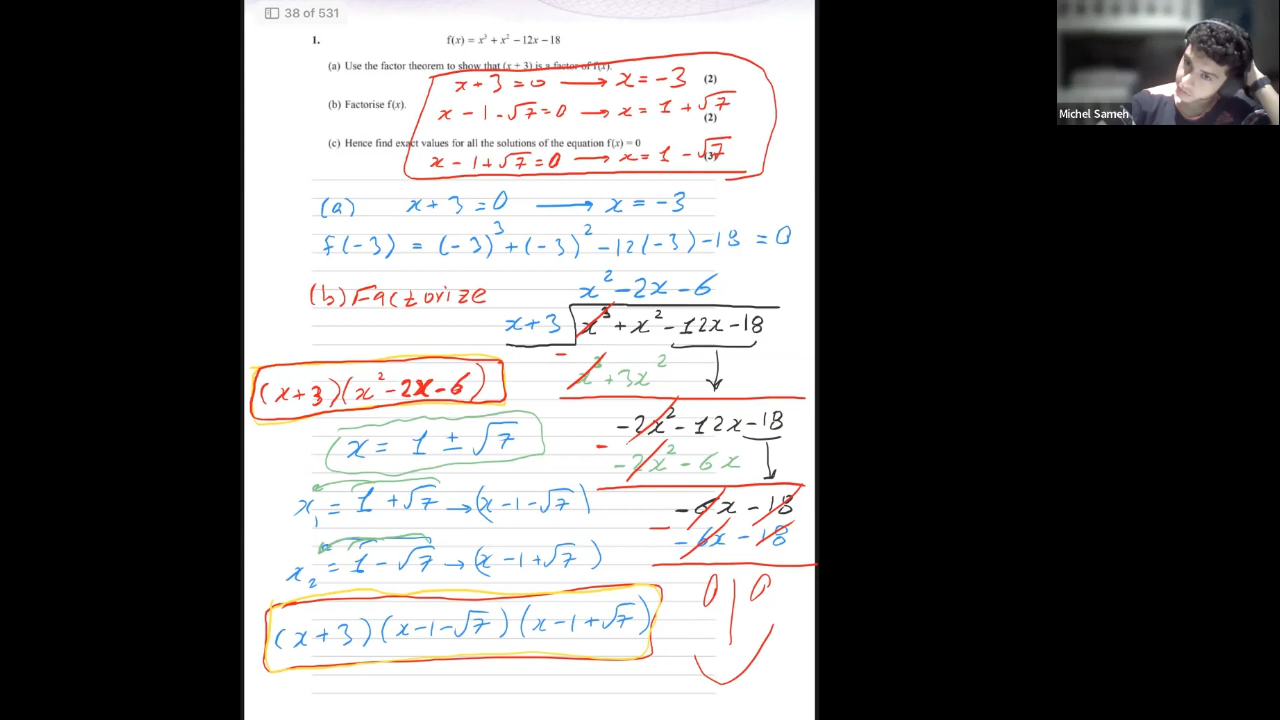 38 of 531
Michel Sameh
1. f(x) = x³ + x² − 12x − 18
(a) Use the factor theorem to show that (x + 3) is a factor of f(x).
(2)
x + 3 = 0 → x = -3
(b) Factorise f(x).
(2)
x - 1 - √7 = 0 → x = 1 + √7
(c) Hence find exact values for all the solutions of the equation f(x) = 0
(3)
x - 1 + √7 = 0 → x = 1 - √7
(a) x + 3 = 0 → x = -3
f(-3) = (-3)³ + (-3)² - 12(-3) - 18 = 0
(b) Factorize
x² - 2x - 6
x + 3 x³ + x² - 12x - 18
- x³ + 3x²
-2x² - 12x - 18
- -2x² - 6x
-6x - 18
- -6x - 18
0 | 0
(x+3)(x² - 2x - 6)
x = 1 ± √7
x₁ = 1 + √7 → (x - 1 - √7)
x₂ = 1 - √7 → (x - 1 + √7)
(x+3)(x-1-√7)(x-1+√7)